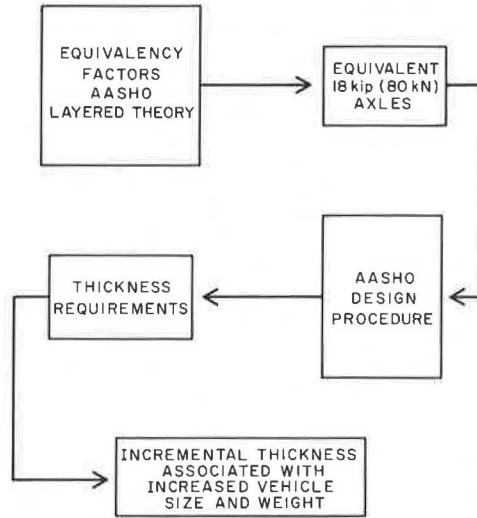 EQUIVALENCY
FACTORS
AASHO
LAYERED THEORY
EQUIVALENT
18 kip (80 kN)
AXLES
AASHO
DESIGN
PROCEDURE
THICKNESS
REQUIREMENTS
INCREMENTAL THICKNESS
ASSOCIATED WITH
INCREASED VEHICLE
SIZE AND WEIGHT